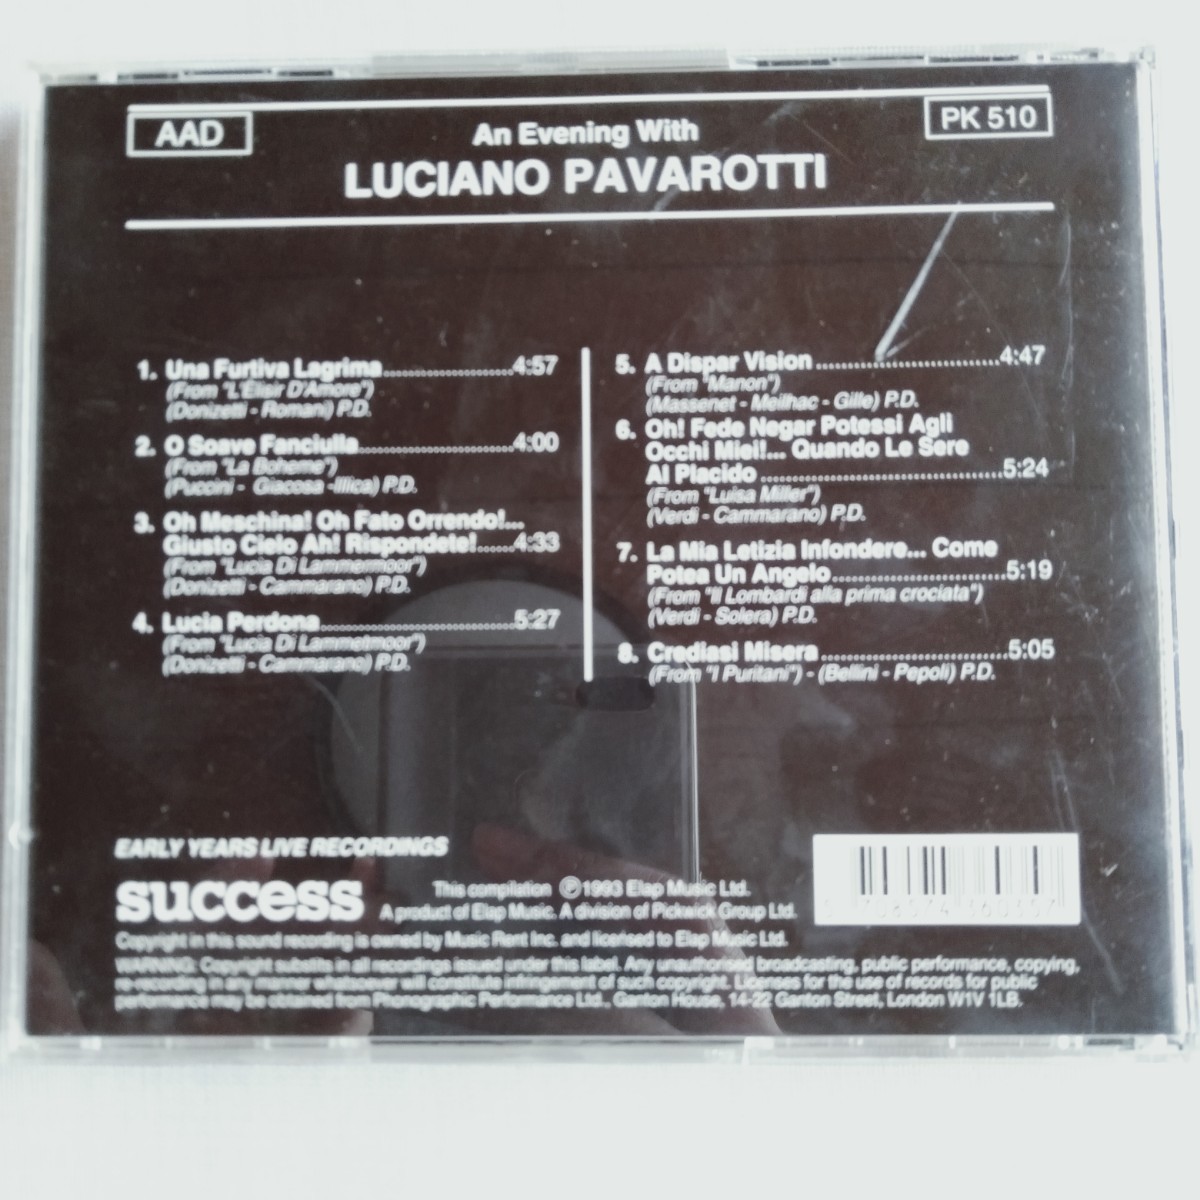 AAD
An Evening With
PK 510
LUCIANO PAVAROTTI
1. Una Furtiva Lagrima..................4:57
(From "L'Elisir D'Amore")
(Donizetti - Romani) P.D.
2. O Soave Fanciulla.....................4:00
(From "La Boheme")
(Puccini - Giacosa -Illica) P.D.
3. Oh Meschina! Oh Fato Orrendo!...
Giusto Cielo Ah! Rispondete!.....4:33
(From "Lucia Di Lammermoor")
(Donizetti - Cammarano) P.D.
4. Lucia Perdona..........................5:27
(From "Lucia Di Lammetmoor")
(Donizetti - Cammarano) P.D.
5. A Dispar Vision.........................4:47
(From "Manon")
(Massenet - Meilhac - Gille) P.D.
6. Oh! Fede Negar Potessi Agli
Occhi Miei!... Quando Le Sere
Al Placido.................................5:24
(From "Luisa Miller")
(Verdi - Cammarano) P.D.
7. La Mia Letizia Infondere... Come
Potea Un Angelo.......................5:19
(From "Il Lombardi alla prima crociata")
(Verdi - Solera) P.D.
8. Crediasi Misera.........................5:05
(From "I Puritani") - (Bellini - Pepoli) P.D.
EARLY YEARS LIVE RECORDINGS
success
This compilation ℗1993 Elap Music Ltd.
A product of Elap Music. A division of Pickwick Group Ltd.
Copyright in this sound recording is owned by Music Rent Inc. and licensed to Elap Music Ltd.
WARNING: Copyright subsits in all recordings issued under this label. Any unauthorised broadcasting, public performance, copying,
re-recording in any manner whatsoever will constitute infringement of such copyright. Licenses for the use of records for public
performance may be obtained from Phonographic Performance Ltd., Ganton House, 14-22 Ganton Street, London W1V 1LB.